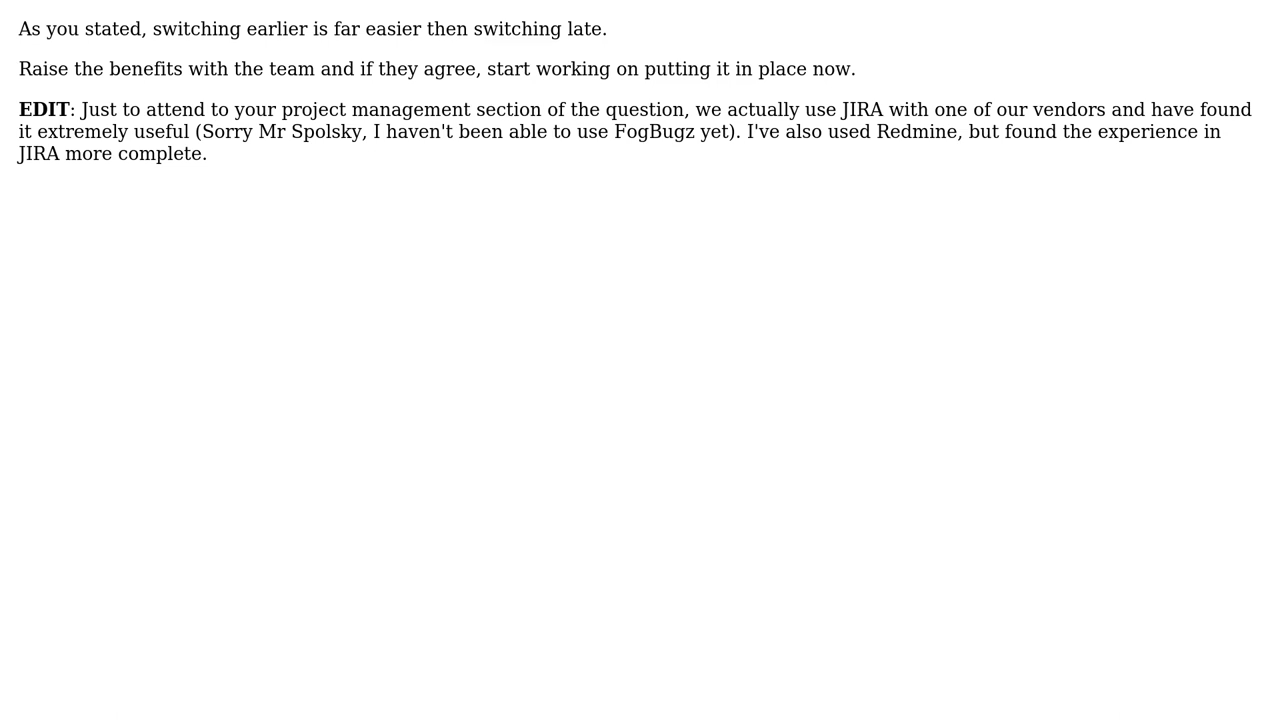 As you stated, switching earlier is far easier then switching late.
Raise the benefits with the team and if they agree, start working on putting it in place now.
EDIT: Just to attend to your project management section of the question, we actually use JIRA with one of our vendors and have found
it extremely useful (Sorry Mr Spolsky, I haven't been able to use FogBugz yet). I've also used Redmine, but found the experience in
JIRA more complete.